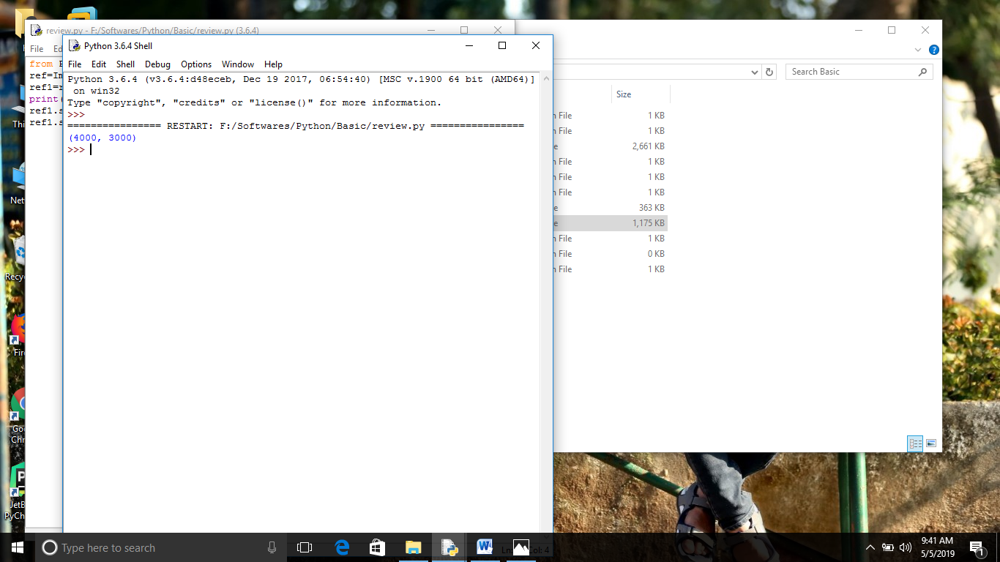 review.py - F:/Softwares/Python/Basic/review.py (3.6.4)
File Ed
from
ref=Im
ref1=r
print(
ref1.s
ref1.s
Python 3.6.4 Shell
File Edit Shell Debug Options Window Help
Python 3.6.4 (v3.6.4:d48eceb, Dec 19 2017, 06:54:40) [MSC v.1900 64 bit (AMD64)]
on win32
Type "copyright", "credits" or "license()" for more information.
>>>
================ RESTART: F:/Softwares/Python/Basic/review.py ================
(4000, 3000)
>>>
Search Basic
Size
n File 1 KB
n File 1 KB
e 2,661 KB
n File 1 KB
n File 1 KB
n File 1 KB
e 363 KB
e 1,175 KB
n File 1 KB
n File 0 KB
n File 1 KB
Thi
Net
Recyc
Fire
Goo
Chr
JetB
PyCh
Type here to search
Ln: Col: 4
9:41 AM
5/5/2019
1